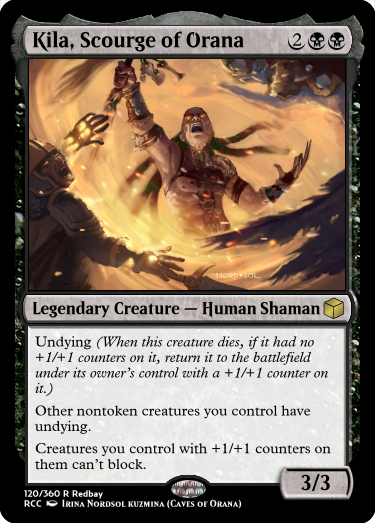 Kila, Scourge of Orana 2
NORD•SOL
Legendary Creature — Human Shaman
Undying (When this creature dies, if it had no
+1/+1 counters on it, return it to the battlefield
under its owner's control with a +1/+1 counter on
it.)
Other nontoken creatures you control have
undying.
Creatures you control with +1/+1 counters on
them can't block.
3/3
120/360 R Redbay
RCC Irina Nordsol kuzmina (Caves of Orana)